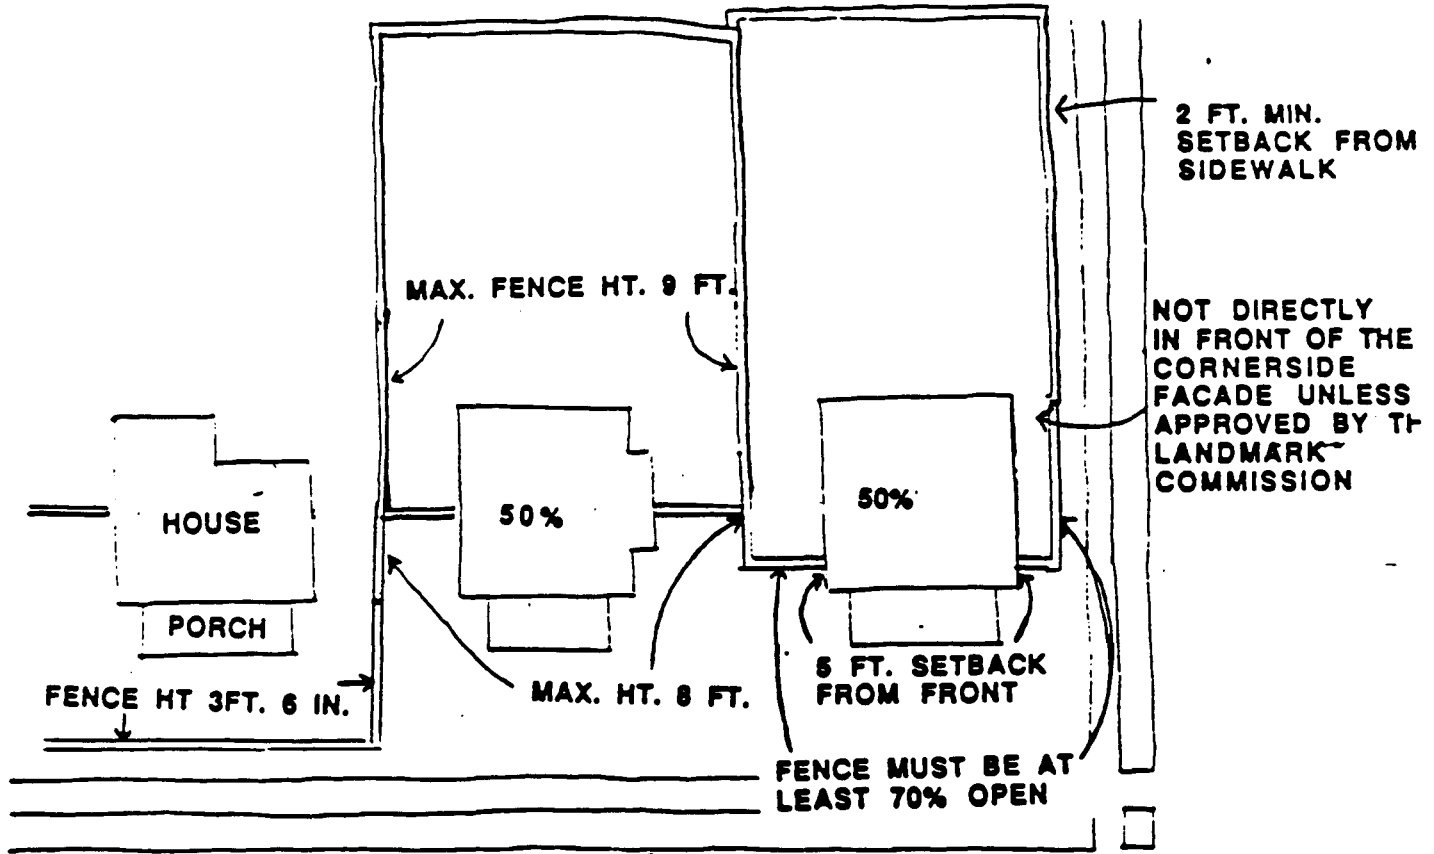 2 FT. MIN.
SETBACK FROM
SIDEWALK
MAX. FENCE HT. 9 FT.
NOT DIRECTLY
IN FRONT OF THE
CORNERSIDE
FACADE UNLESS
APPROVED BY TH
LANDMARK
COMMISSION
HOUSE
50%
50%
PORCH
5 FT. SETBACK
FROM FRONT
FENCE HT 3FT. 6 IN.
MAX. HT. 8 FT.
FENCE MUST BE AT
LEAST 70% OPEN